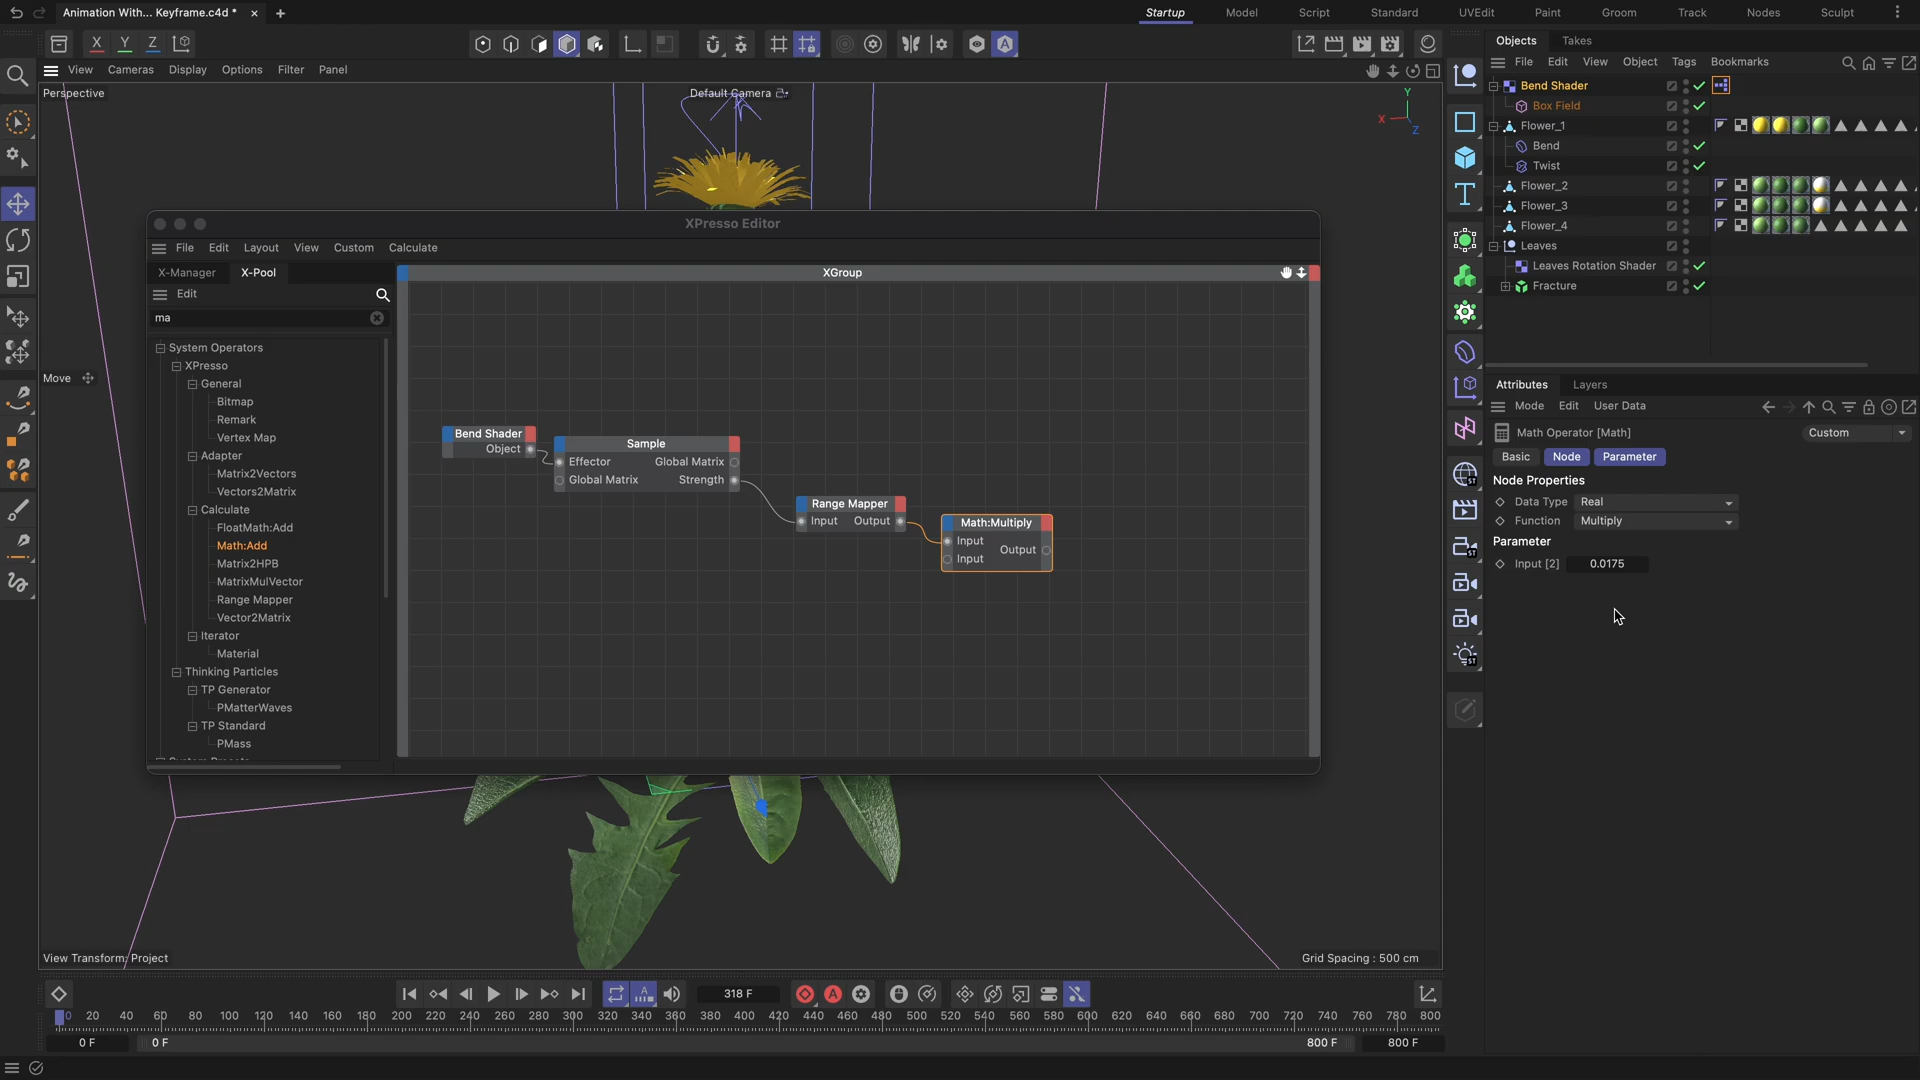 Animation With... Keyframe.c4d *
Startup
Model
Script
Standard
UVEdit
Paint
Groom
Track
Nodes
Sculpt
X
Y
Z
View
Cameras
Display
Options
Filter
Panel
Perspective
Default Camera
Y
X
Z
Move
XPresso Editor
File
Edit
Layout
View
Custom
Calculate
X-Manager
X-Pool
XGroup
Edit
ma
System Operators
XPresso
General
Bitmap
Remark
Vertex Map
Adapter
Matrix2Vectors
Vectors2Matrix
Calculate
FloatMath:Add
Math:Add
Matrix2HPB
MatrixMulVector
Range Mapper
Vector2Matrix
Iterator
Material
Thinking Particles
TP Generator
PMatterWaves
TP Standard
PMass
Bend Shader
Object
Sample
Effector
Global Matrix
Global Matrix
Strength
Range Mapper
Input
Output
Math:Multiply
Input
Output
Input
View Transform: Project
Grid Spacing : 500 cm
318 F
0 20 40 60 80 100 120 140 160 180 200 220 240 260 280 300 320 340 360 380 400 420 440 460 480 500 520 540 560 580 600 620 640 660 680 700 720 740 760 780 800
0 F
0 F
800 F
800 F
Objects
Takes
File
Edit
View
Object
Tags
Bookmarks
Bend Shader
Box Field
Flower_1
Bend
Twist
Flower_2
Flower_3
Flower_4
Leaves
Leaves Rotation Shader
Fracture
Attributes
Layers
Mode
Edit
User Data
Math Operator [Math]
Custom
Basic
Node
Parameter
Node Properties
Data Type
Real
Function
Multiply
Parameter
Input [2]
0.0175